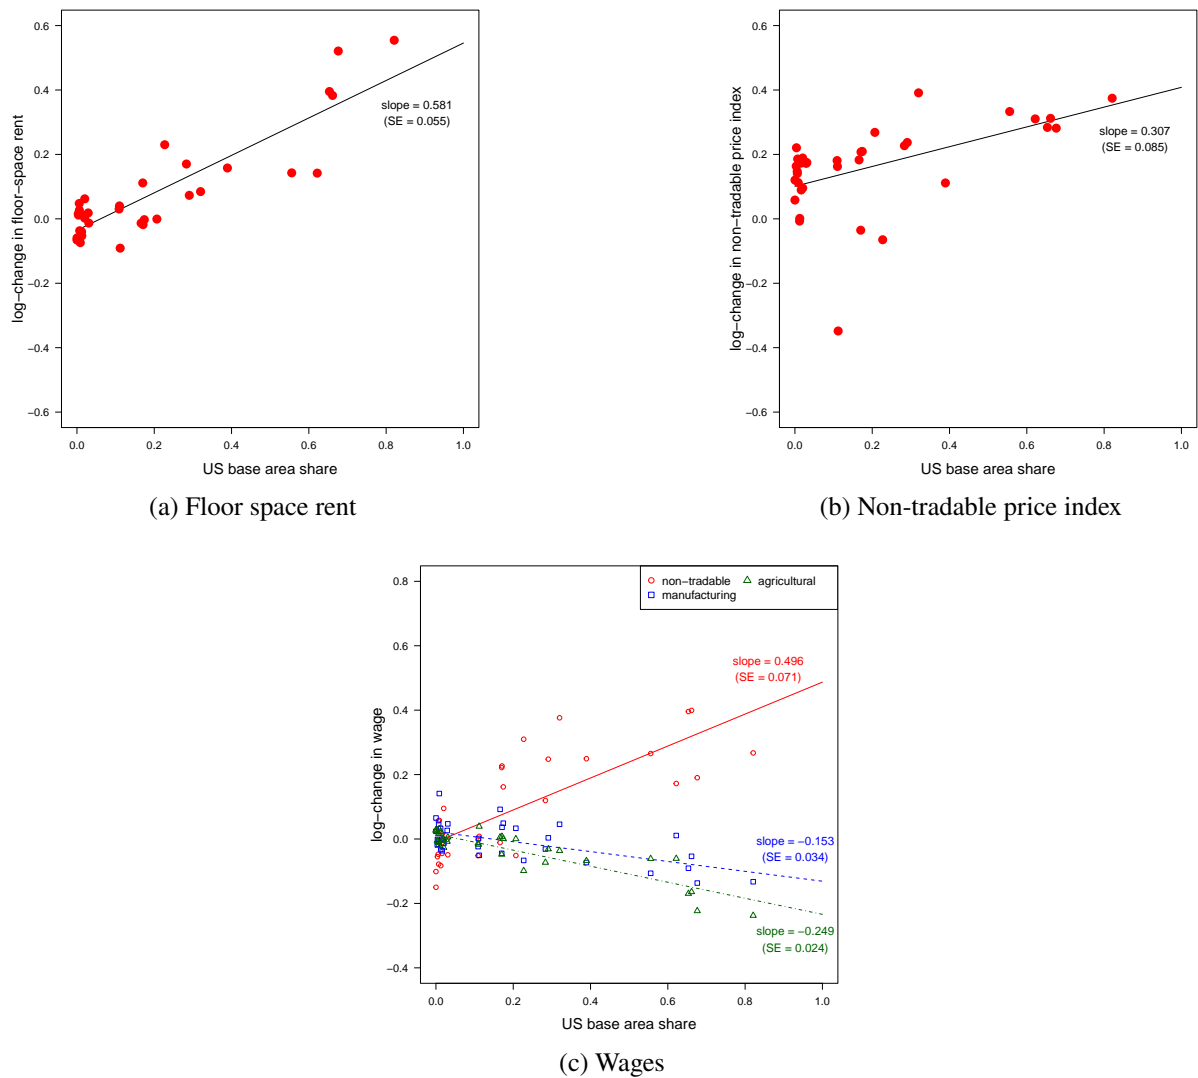 0.6
0.4
0.2
0.0
−0.2
−0.4
−0.6
log−change in floor−space rent
slope = 0.581
(SE = 0.055)
0.0 0.2 0.4 0.6 0.8 1.0
US base area share
(a) Floor space rent
0.6
0.4
0.2
0.0
−0.2
−0.4
−0.6
log−change in non−tradable price index
slope = 0.307
(SE = 0.085)
0.0 0.2 0.4 0.6 0.8 1.0
US base area share
(b) Non-tradable price index
non−tradable agricultural
manufacturing
0.8
0.6
0.4
0.2
0.0
−0.2
−0.4
log−change in wage
slope = 0.496
(SE = 0.071)
slope = −0.153
(SE = 0.034)
slope = −0.249
(SE = 0.024)
0.0 0.2 0.4 0.6 0.8 1.0
US base area share
(c) Wages